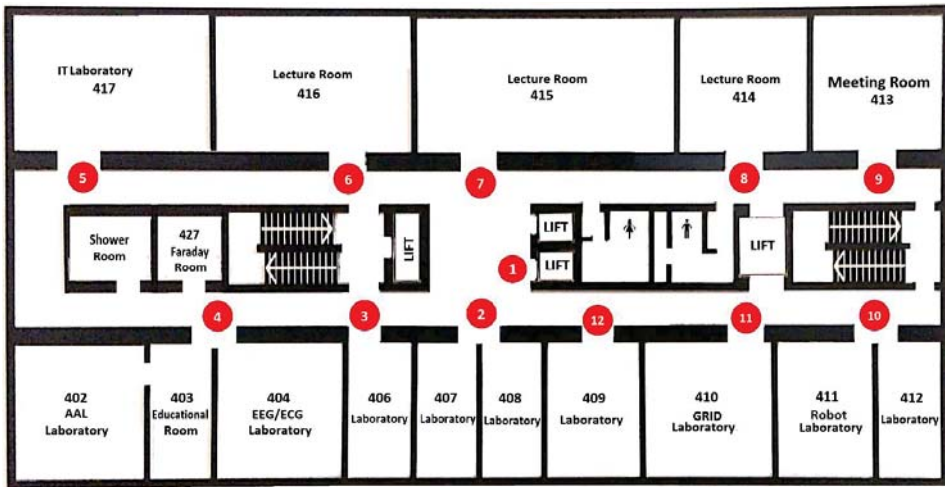 IT Laboratory
417
Lecture Room
416
Lecture Room
415
Lecture Room
414
Meeting Room
413
5
6
7
8
9
Shower
Room
427
Faraday
Room
LIFT
LIFT
LIFT
LIFT
1
4
3
2
12
11
10
402
AAL
Laboratory
403
Educational
Room
404
EEG/ECG
Laboratory
406
Laboratory
407
Laboratory
408
Laboratory
409
Laboratory
410
GRID
Laboratory
411
Robot
Laboratory
412
Laboratory